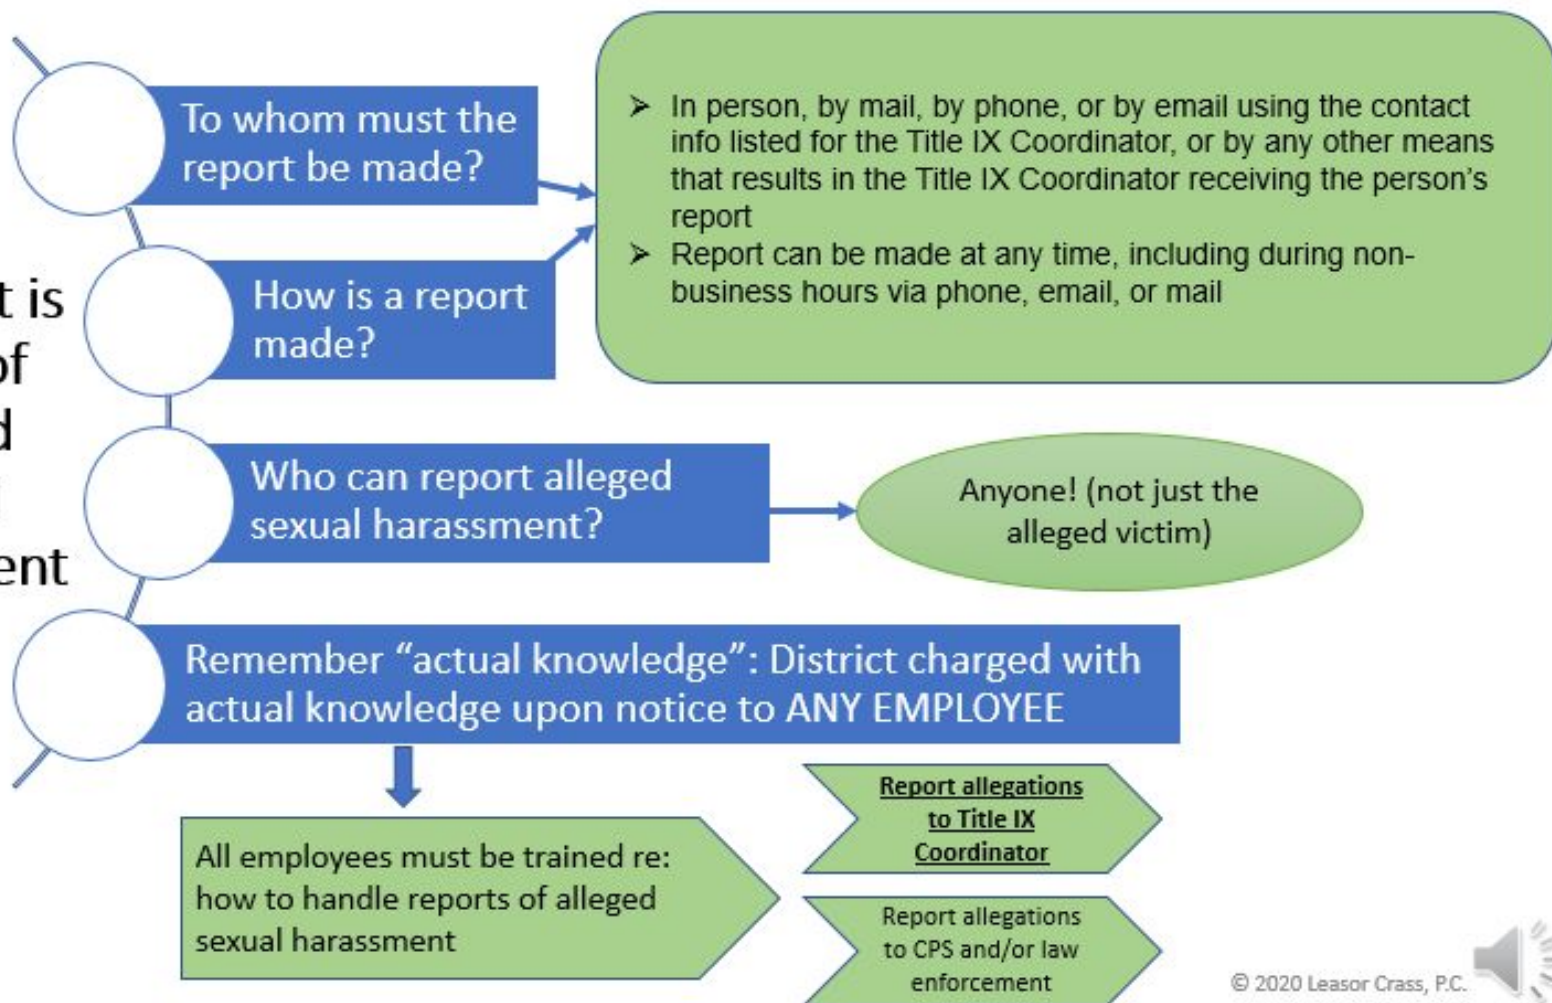 To whom must the
report be made?
➢ In person, by mail, by phone, or by email using the contact
info listed for the Title IX Coordinator, or by any other means
that results in the Title IX Coordinator receiving the person's
report
➢ Report can be made at any time, including during non-
business hours via phone, email, or mail
How is a report
made?
t is
of
d
ent
Who can report alleged
sexual harassment?
Anyone! (not just the
alleged victim)
Remember “actual knowledge”: District charged with
actual knowledge upon notice to ANY EMPLOYEE
All employees must be trained re:
how to handle reports of alleged
sexual harassment
Report allegations
to Title IX
Coordinator
Report allegations
to CPS and/or law
enforcement
© 2020 Leasor Crass, P.C.